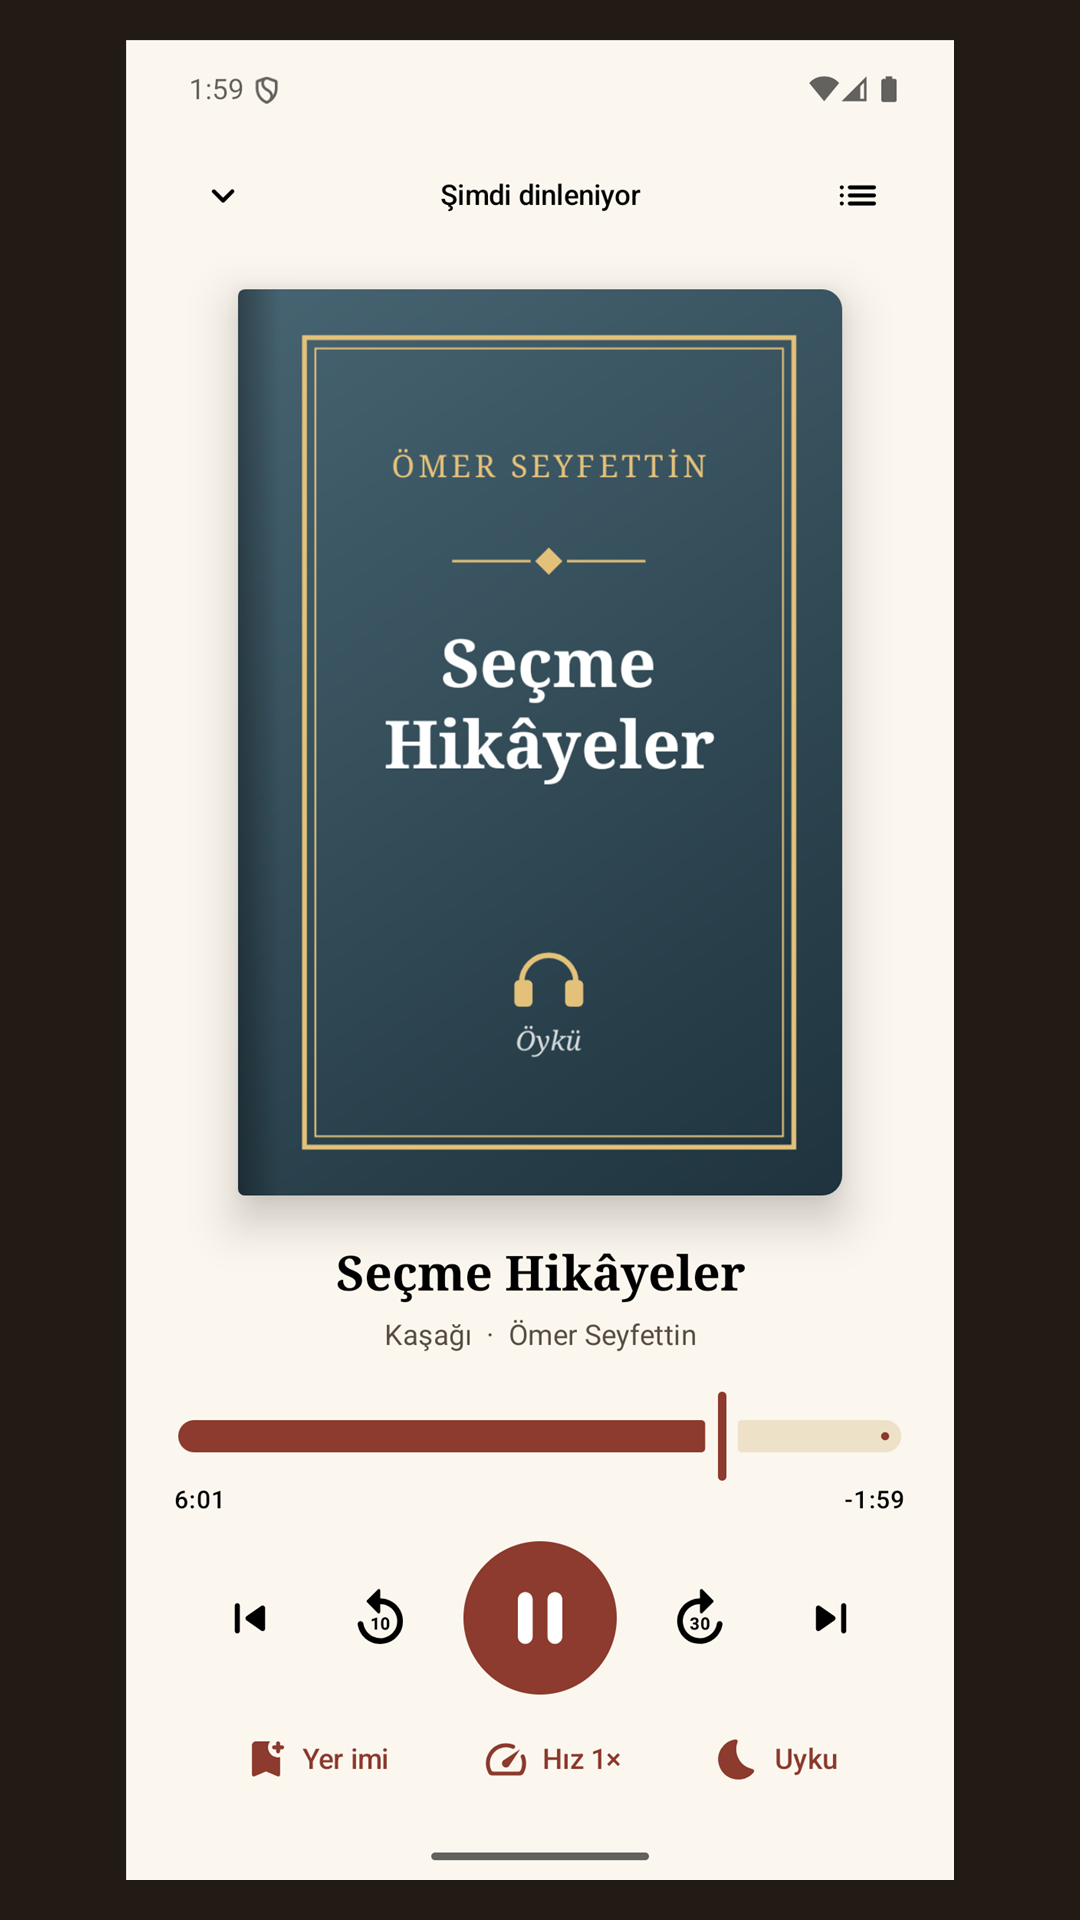 1:59
Şimdi dinleniyor
ÖMER SEYFETTİN
Seçme
Hikâyeler
Öykü
Seçme Hikâyeler
Kaşağı · Ömer Seyfettin
6:01 -1:59
10 30
Yer imi Hız 1× Uyku